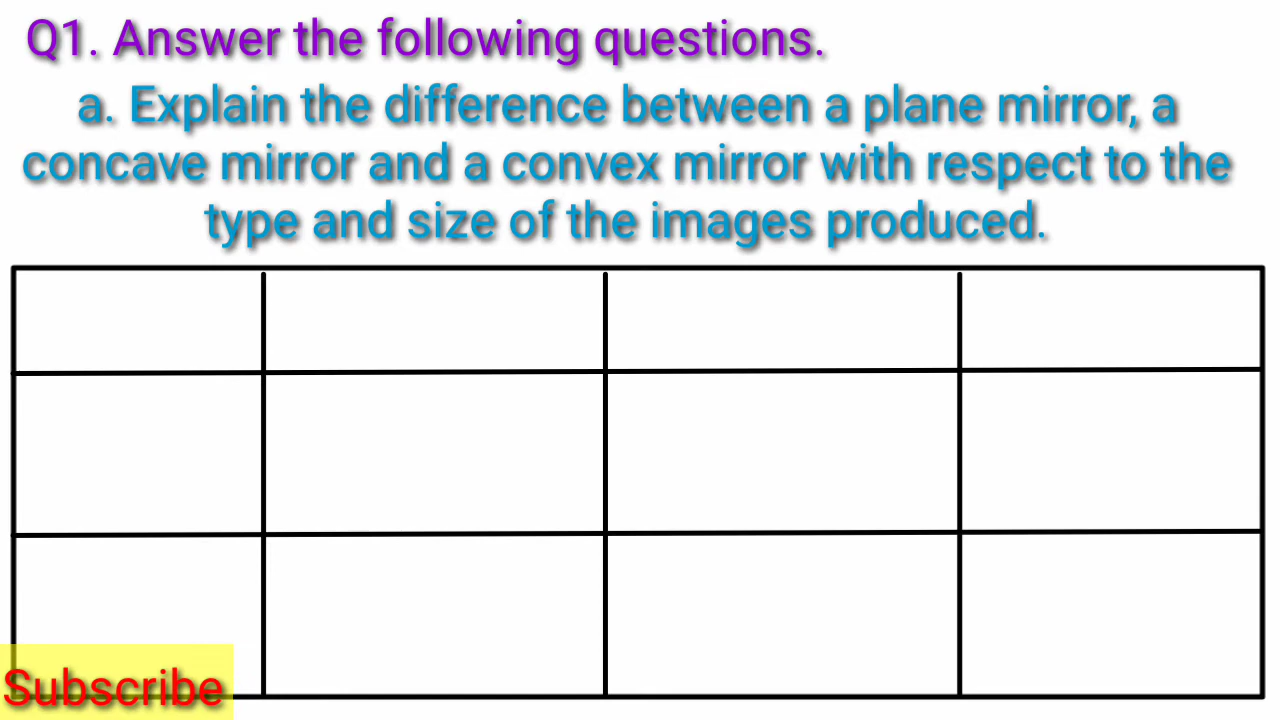 Q1. Answer the following questions.
a. Explain the difference between a plane mirror, a
concave mirror and a convex mirror with respect to the
type and size of the images produced.
Subscribe